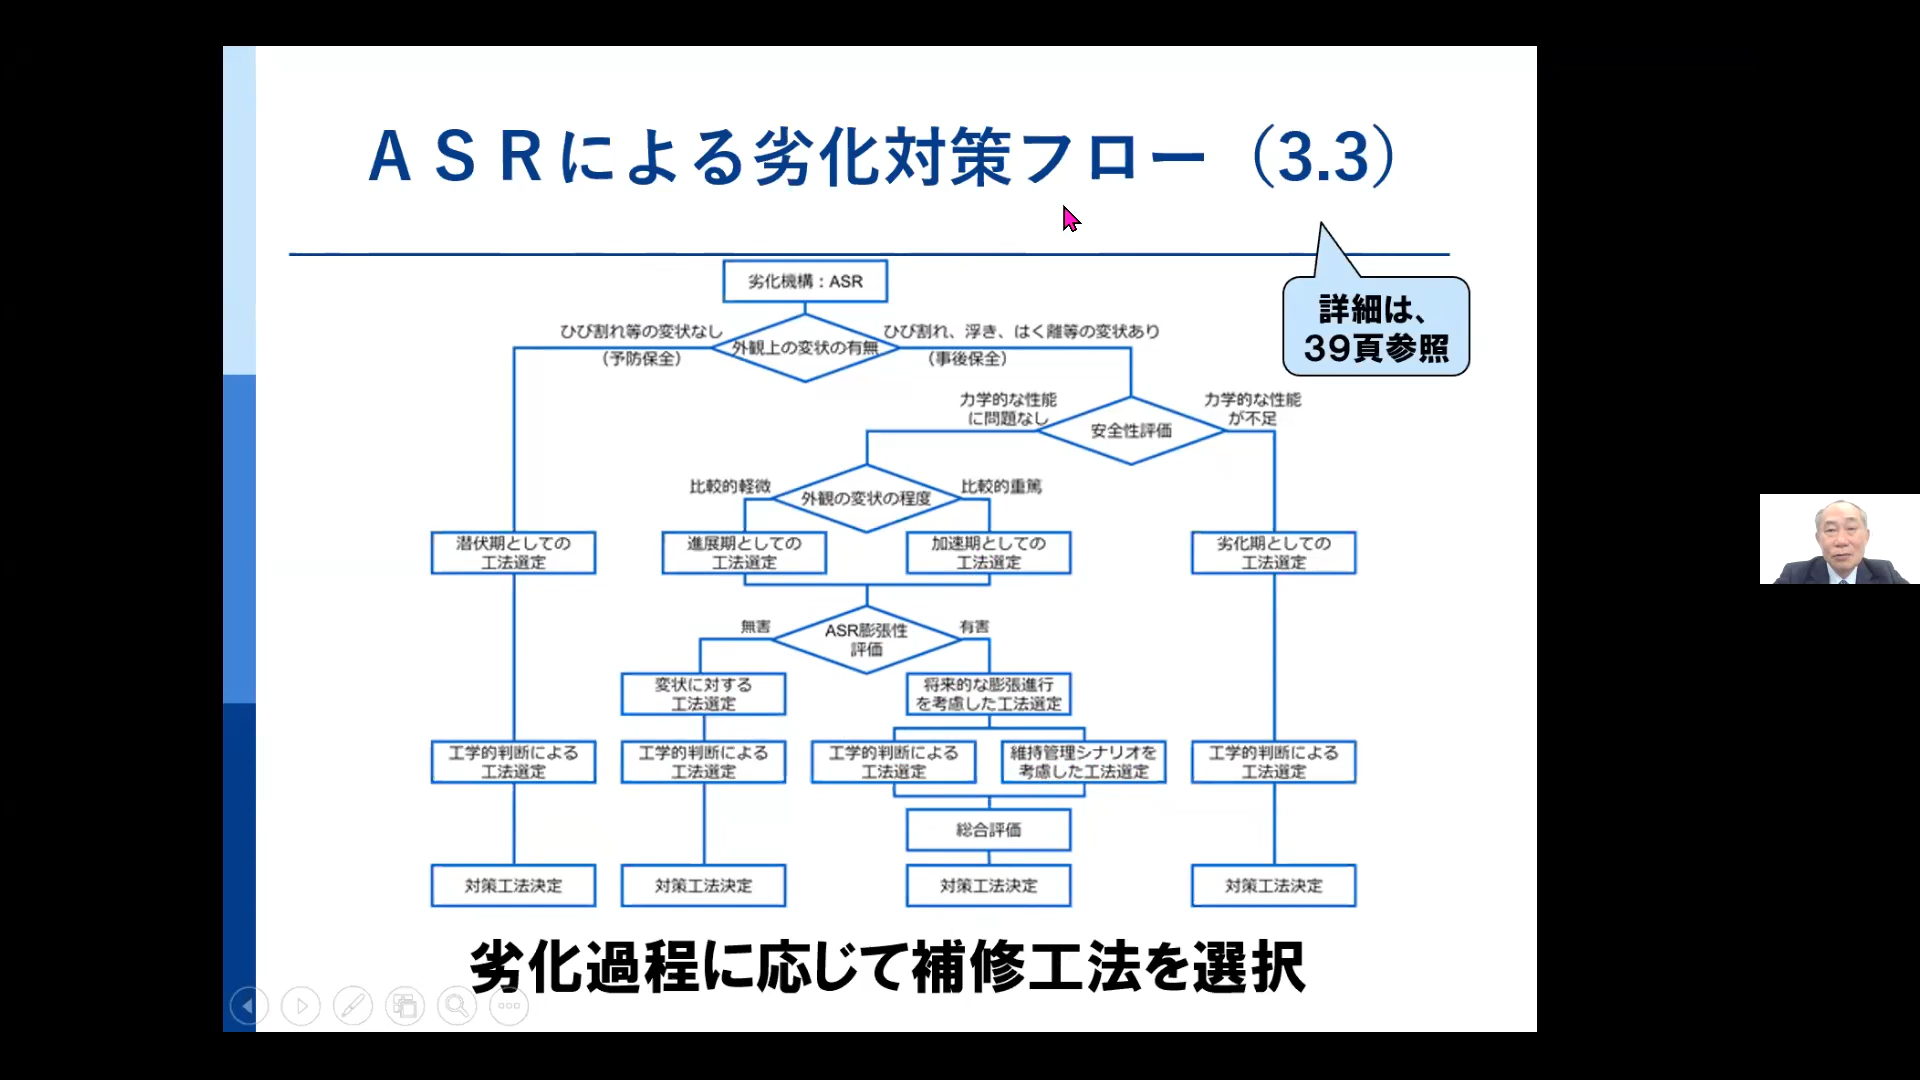 ＡＳＲによる劣化対策フロー（3.3）
詳細は、
39頁参照
劣化機構：ASR
ひび割れ等の変状なし
（予防保全）
外観上の変状の有無
ひび割れ、浮き、はく離等の変状あり
（事後保全）
力学的な性能
に問題なし
安全性評価
力学的な性能
が不足
比較的軽微
外観の変状の程度
比較的重篤
潜伏期としての
工法選定
進展期としての
工法選定
加速期としての
工法選定
劣化期としての
工法選定
無害
ASR膨張性
評価
有害
変状に対する
工法選定
将来的な膨張進行
を考慮した工法選定
工学的判断による
工法選定
工学的判断による
工法選定
工学的判断による
工法選定
維持管理シナリオを
考慮した工法選定
工学的判断による
工法選定
総合評価
対策工法決定
対策工法決定
対策工法決定
対策工法決定
劣化過程に応じて補修工法を選択